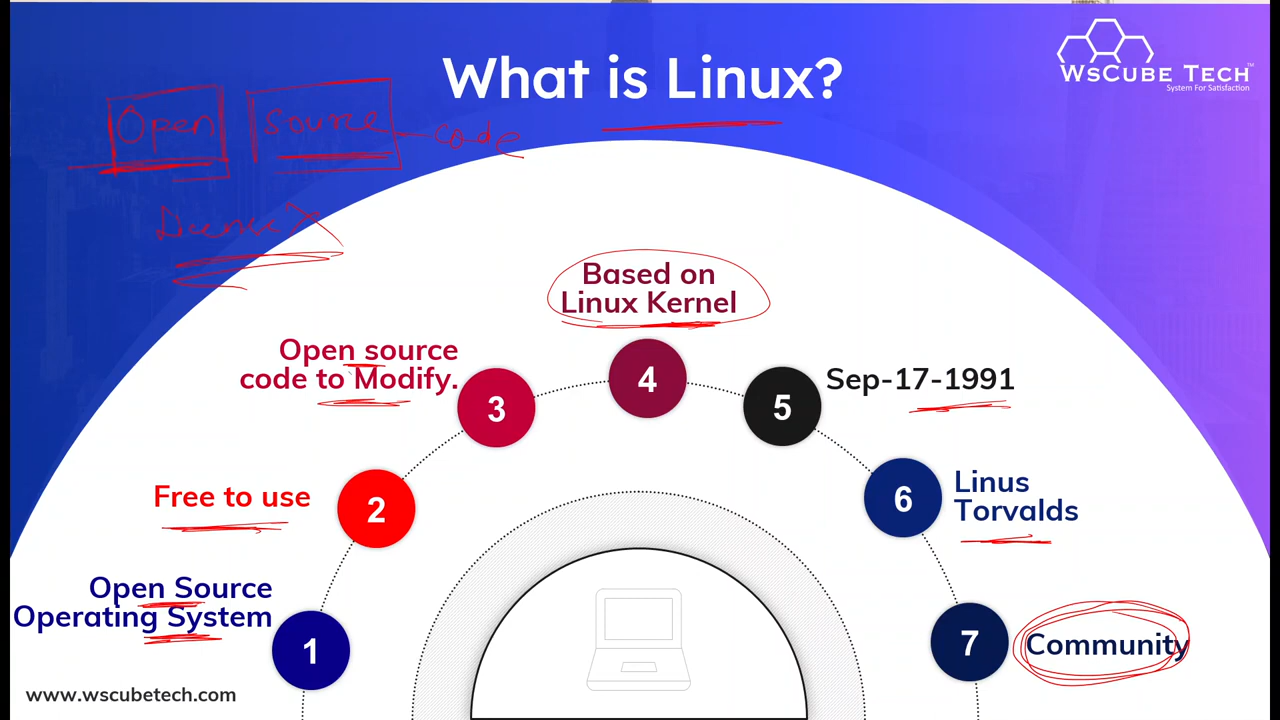 What is Linux?
WsCube Tech
System For Satisfaction
Open Source code
Based on
Linux Kernel
Open source
code to Modify.
3
4
5
Sep-17-1991
Free to use
2
6
Linus
Torvalds
Open Source
Operating System
1
7
Community
www.wscubetech.com